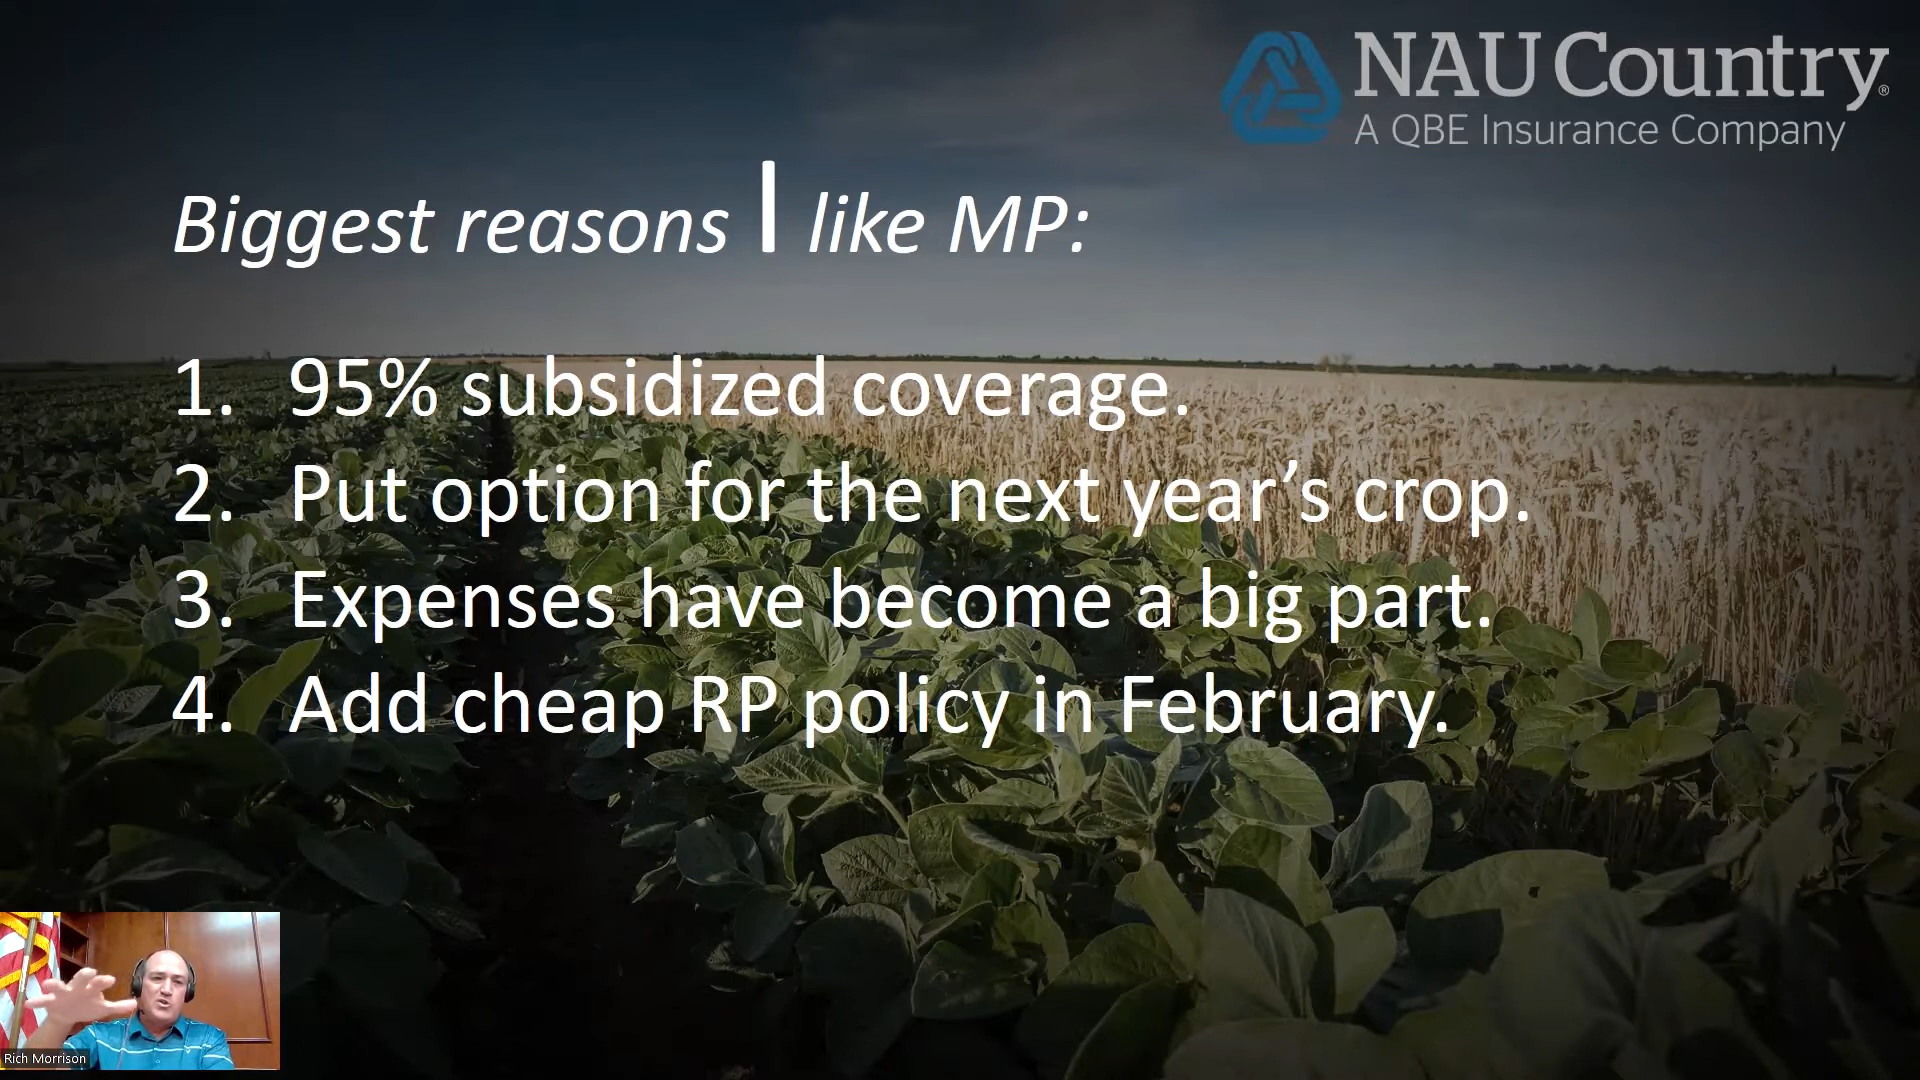 NAU Country®
A QBE Insurance Company
Biggest reasons I like MP:
1. 95% subsidized coverage.
2. Put option for the next year’s crop.
3. Expenses have become a big part.
4. Add cheap RP policy in February.
Rich Morrison